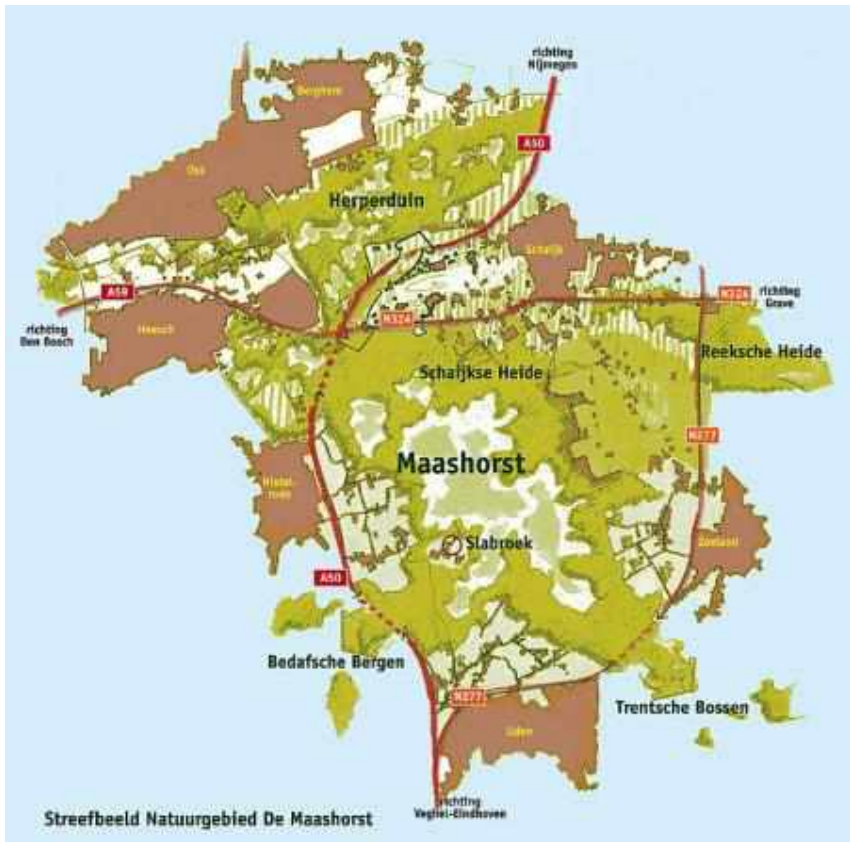 richting
Nijmegen
Berghem
A50
Oss
Herperduin
Schaijk
A59
N324
richting
Grave
richting
Den Bosch
Heesch
N324
Schaijkse Heide
Reeksche Heide
N277
Maashorst
Nistel-
rode
Slabroek
Zeeland
A50
Bedafsche Bergen
N277
Trentsche Bossen
Uden
richting
Veghel-Eindhoven
Streefbeeld Natuurgebied De Maashorst